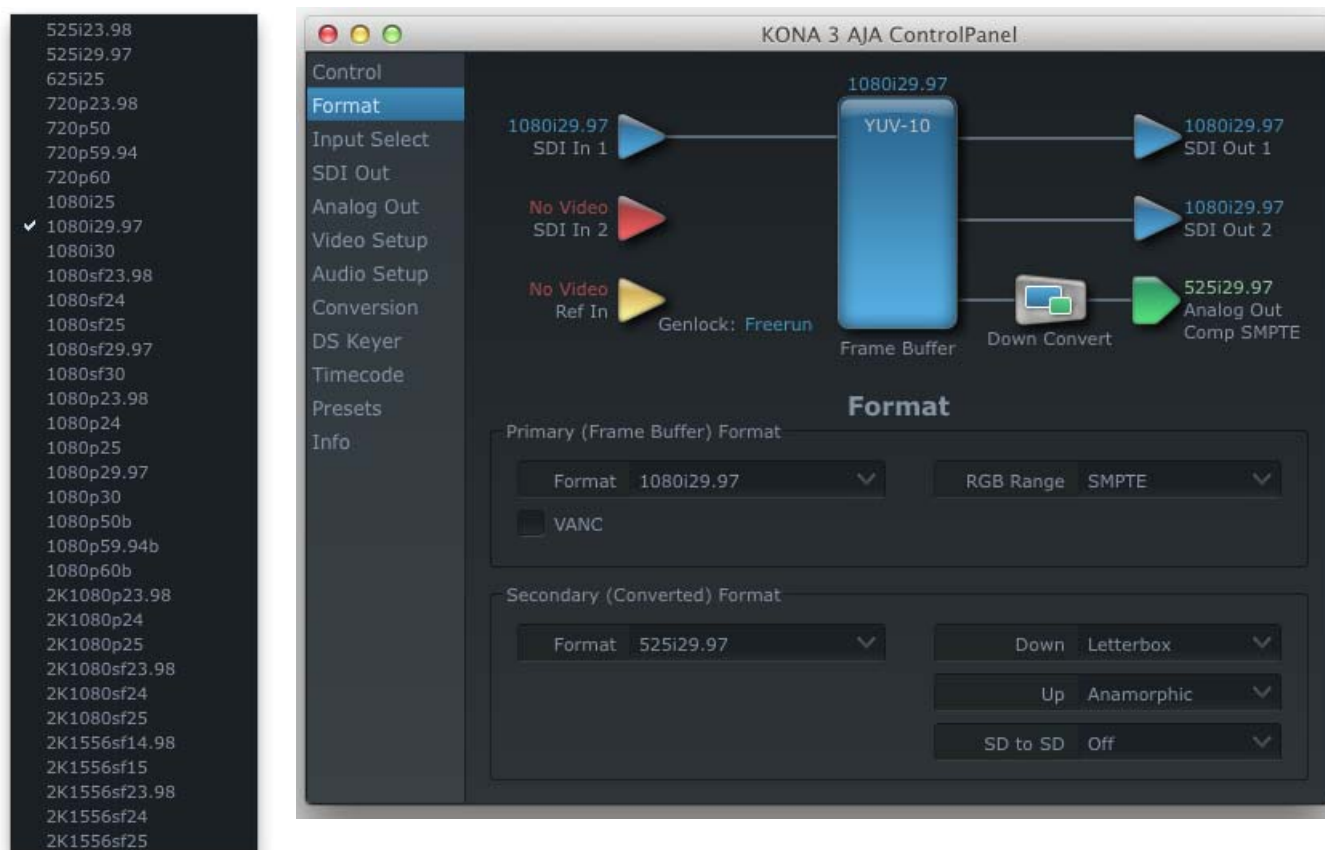 525i23.98
525i29.97
625i25
720p23.98
720p50
720p59.94
720p60
1080i25
1080i29.97
1080i30
1080sf23.98
1080sf24
1080sf25
1080sf29.97
1080sf30
1080p23.98
1080p24
1080p25
1080p29.97
1080p30
1080p50b
1080p59.94b
1080p60b
2K1080p23.98
2K1080p24
2K1080p25
2K1080sf23.98
2K1080sf24
2K1080sf25
2K1556sf14.98
2K1556sf15
2K1556sf23.98
2K1556sf24
2K1556sf25
KONA 3 AJA ControlPanel
Control
Format
Input Select
SDI Out
Analog Out
Video Setup
Audio Setup
Conversion
DS Keyer
Timecode
Presets
Info
1080i29.97
YUV-10
Frame Buffer
1080i29.97
SDI In 1
No Video
SDI In 2
No Video
Ref In
Genlock: Freerun
1080i29.97
SDI Out 1
1080i29.97
SDI Out 2
Down Convert
525i29.97
Analog Out
Comp SMPTE
Format
Primary (Frame Buffer) Format
Format 1080i29.97
RGB Range SMPTE
VANC
Secondary (Converted) Format
Format 525i29.97
Down Letterbox
Up Anamorphic
SD to SD Off